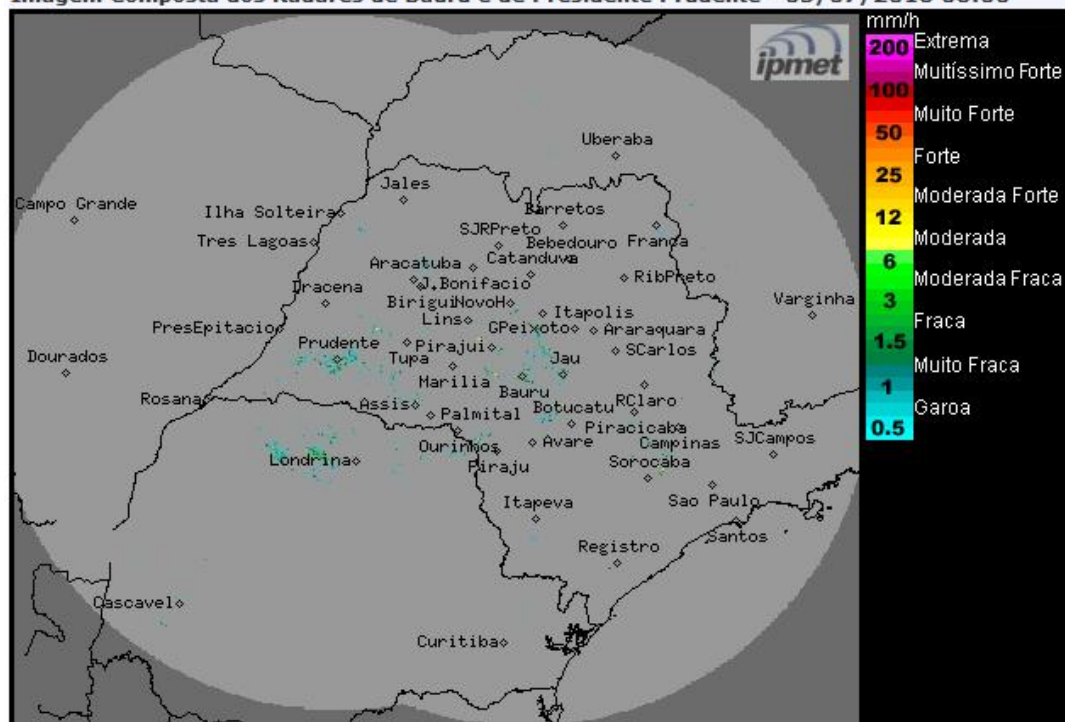 mm/h
200 Extrema
Muitíssimo Forte
100
Muito Forte
50
Forte
25
Moderada Forte
12
Moderada
6
Moderada Fraca
3
Fraca
1.5
Muito Fraca
1
Garoa
0.5
ipmet
Uberaba
Jales
Campo Grande
Ilha Solteira
Barretos
Tres Lagoas
SJRPreto
Bebedouro
Franca
Aracatuba
Catanduva
J.Bonifacio
RibPreto
Dracena
Birigui
NovoH
Varginha
Itapolis
Lins
PresEpitacio
GPeixoto
Araraquara
Prudente
Pirajui
SCarlos
Dourados
Tupa
Jau
Marilia
Bauru
Rosana
Assis
Botucatu
RClaro
Palmital
Piracicaba
Ourinhos
Avare
Campinas
SJCampos
Londrina
Piraju
Sorocaba
Itapeva
Sao Paulo
Santos
Registro
Cascavel
Curitiba